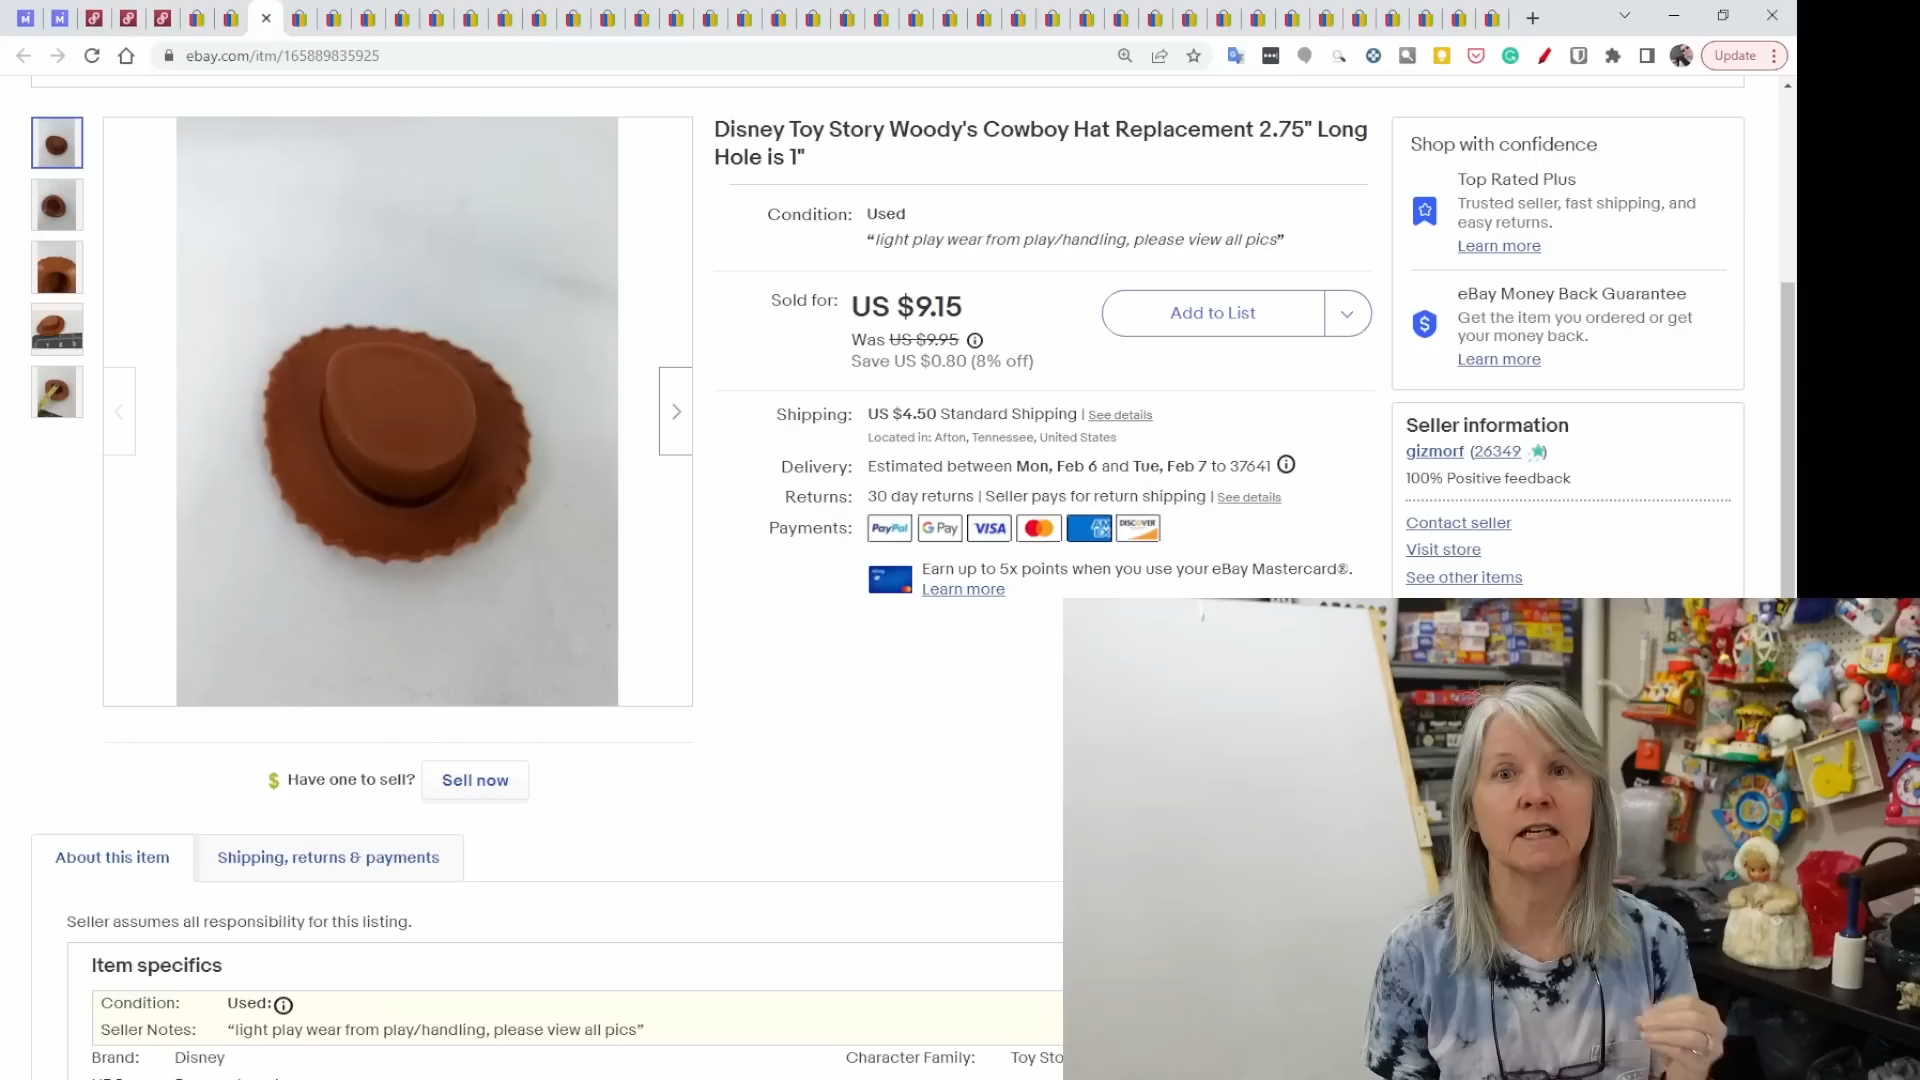 ebay.com/itm/165889835925
Update
Disney Toy Story Woody's Cowboy Hat Replacement 2.75" Long
Hole is 1"
Condition: Used
“light play wear from play/handling, please view all pics”
Sold for: US $9.15
Was US $9.95
Save US $0.80 (8% off)
Add to List
Shipping: US $4.50 Standard Shipping | See details
Located in: Afton, Tennessee, United States
Delivery: Estimated between Mon, Feb 6 and Tue, Feb 7 to 37641
Returns: 30 day returns | Seller pays for return shipping | See details
Payments: PayPal G Pay VISA AMEX DISCOVER
Earn up to 5x points when you use your eBay Mastercard®.
Learn more
Shop with confidence
Top Rated Plus
Trusted seller, fast shipping, and
easy returns.
Learn more
eBay Money Back Guarantee
Get the item you ordered or get
your money back.
Learn more
Seller information
gizmorf (26349)
100% Positive feedback
Contact seller
Visit store
See other items
$ Have one to sell? Sell now
About this item
Shipping, returns & payments
Seller assumes all responsibility for this listing.
Item specifics
Condition: Used:
Seller Notes: “light play wear from play/handling, please view all pics”
Brand: Disney
Character Family: Toy Sto